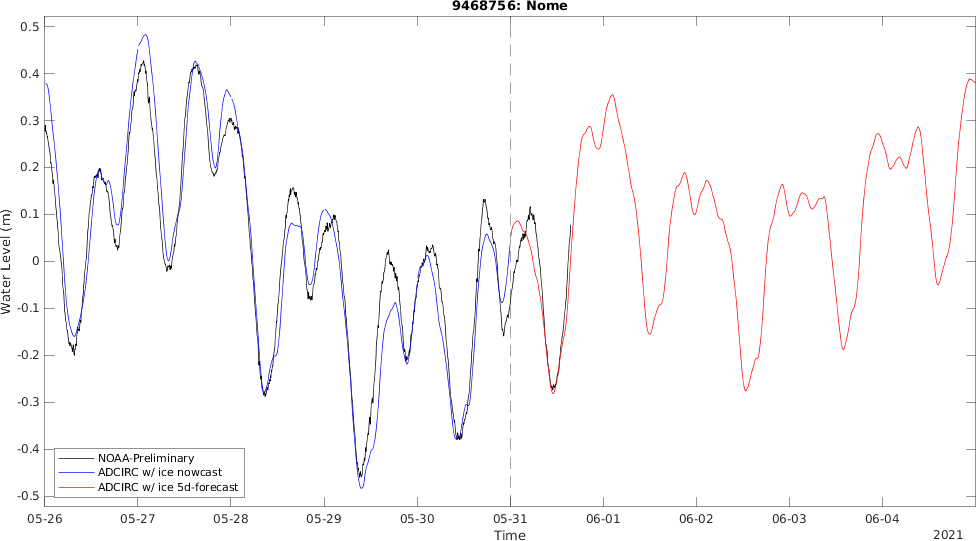 9468756: Nome
0.5
0.4
0.3
0.2
0.1
0
-0.1
-0.2
-0.3
-0.4
-0.5
Water Level (m)
NOAA-Preliminary
ADCIRC w/ ice nowcast
ADCIRC w/ ice 5d-forecast
05-26 05-27 05-28 05-29 05-30 05-31 06-01 06-02 06-03 06-04
Time
2021